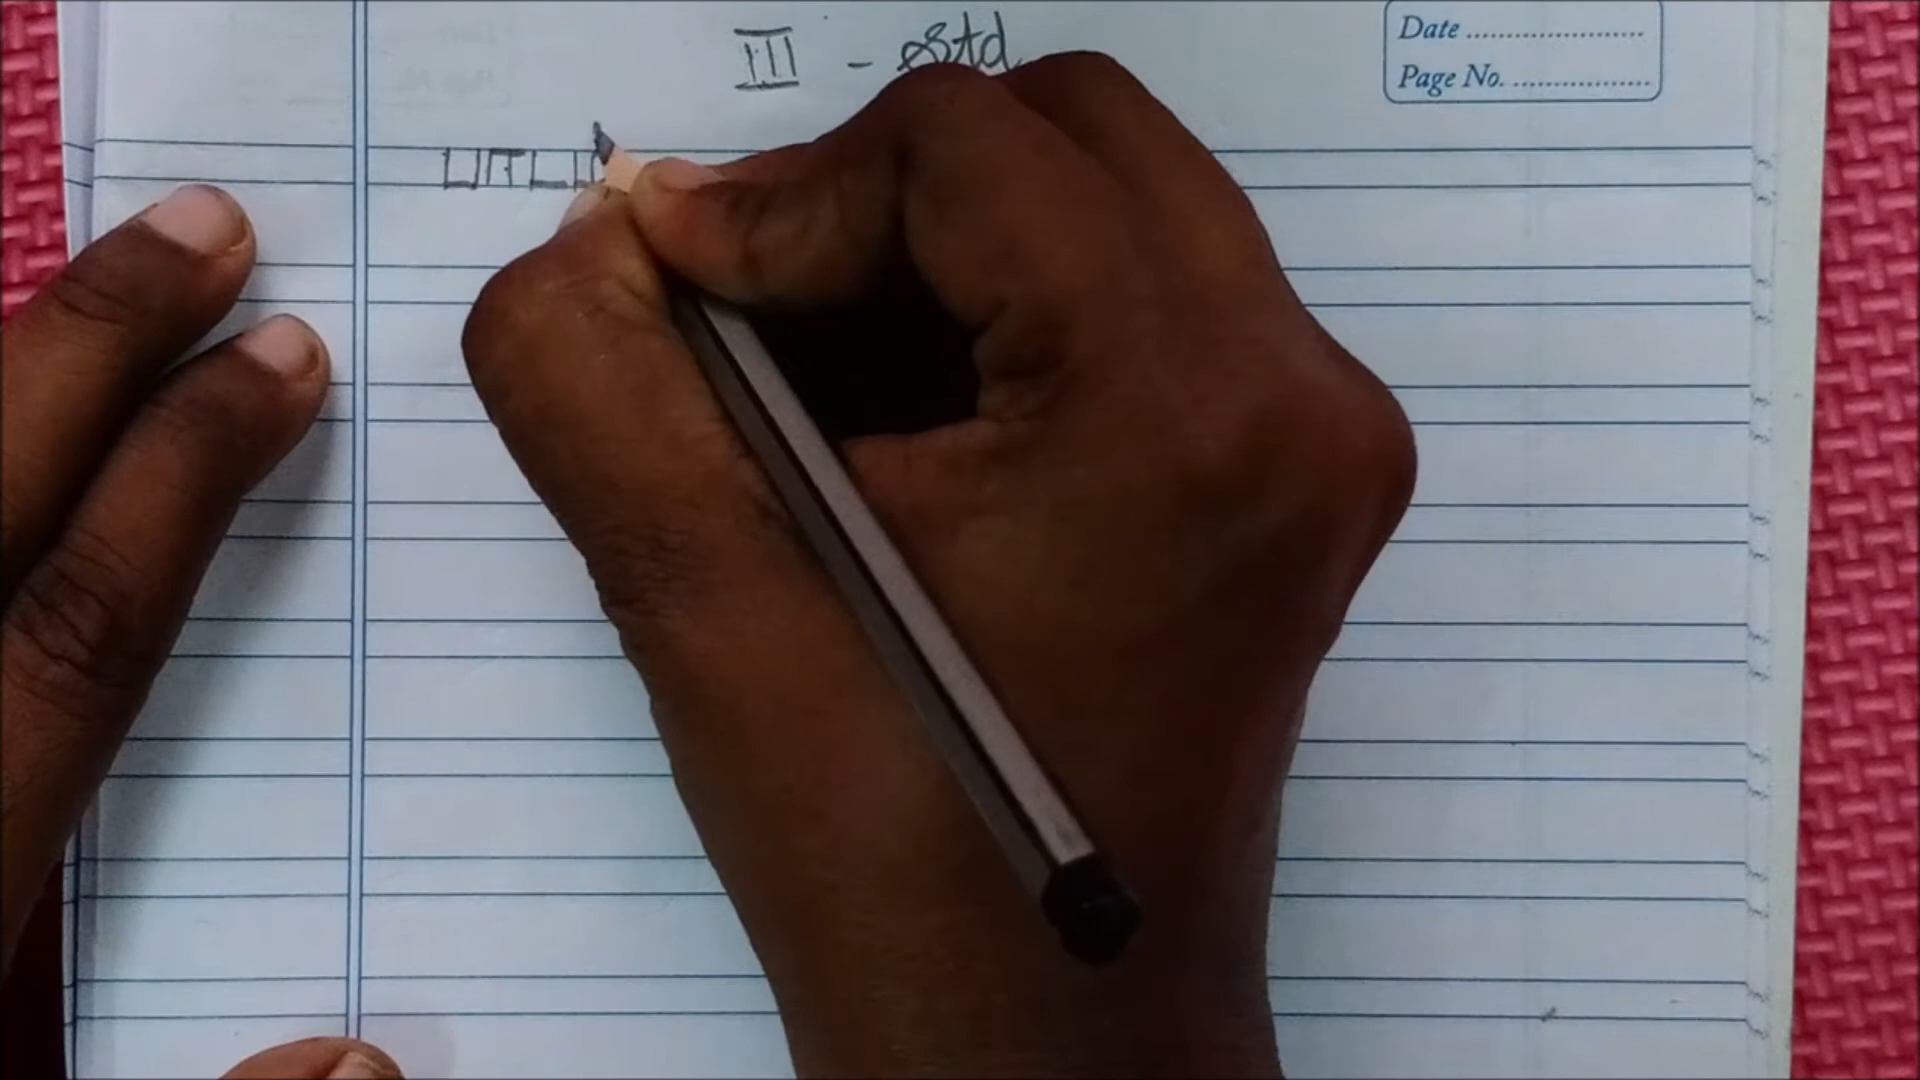 III - Std
Date ......................
Page No. .................
பாட